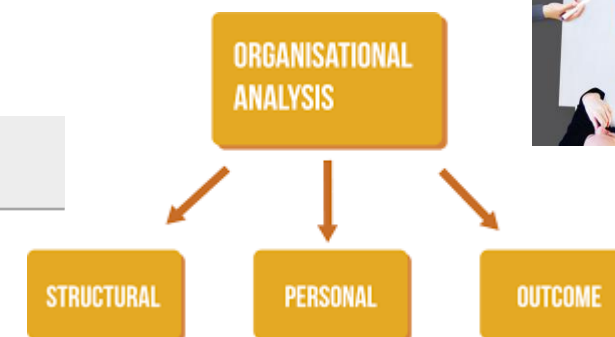 ORGANISATIONAL
ANALYSIS
STRUCTURAL
PERSONAL
OUTCOME